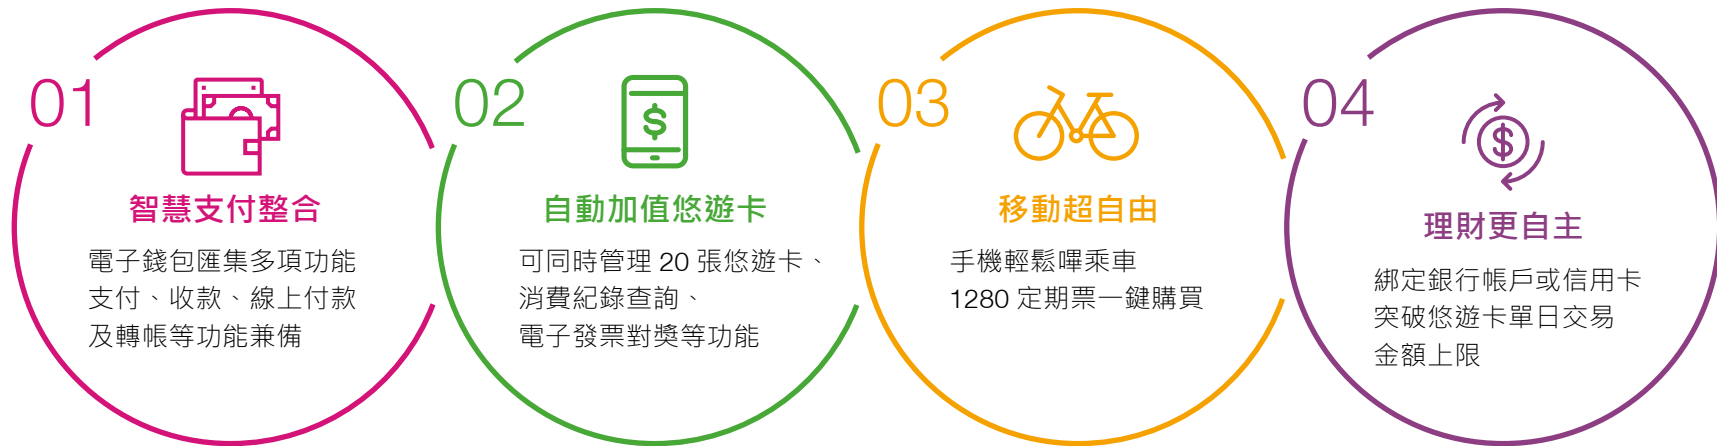 01
智慧支付整合
電子錢包匯集多項功能
支付、收款、線上付款
及轉帳等功能兼備
02
$
自動加值悠遊卡
可同時管理 20 張悠遊卡、
消費紀錄查詢、
電子發票對獎等功能
03
移動超自由
手機輕鬆嗶乘車
1280 定期票一鍵購買
04
$
理財更自主
綁定銀行帳戶或信用卡
突破悠遊卡單日交易
金額上限